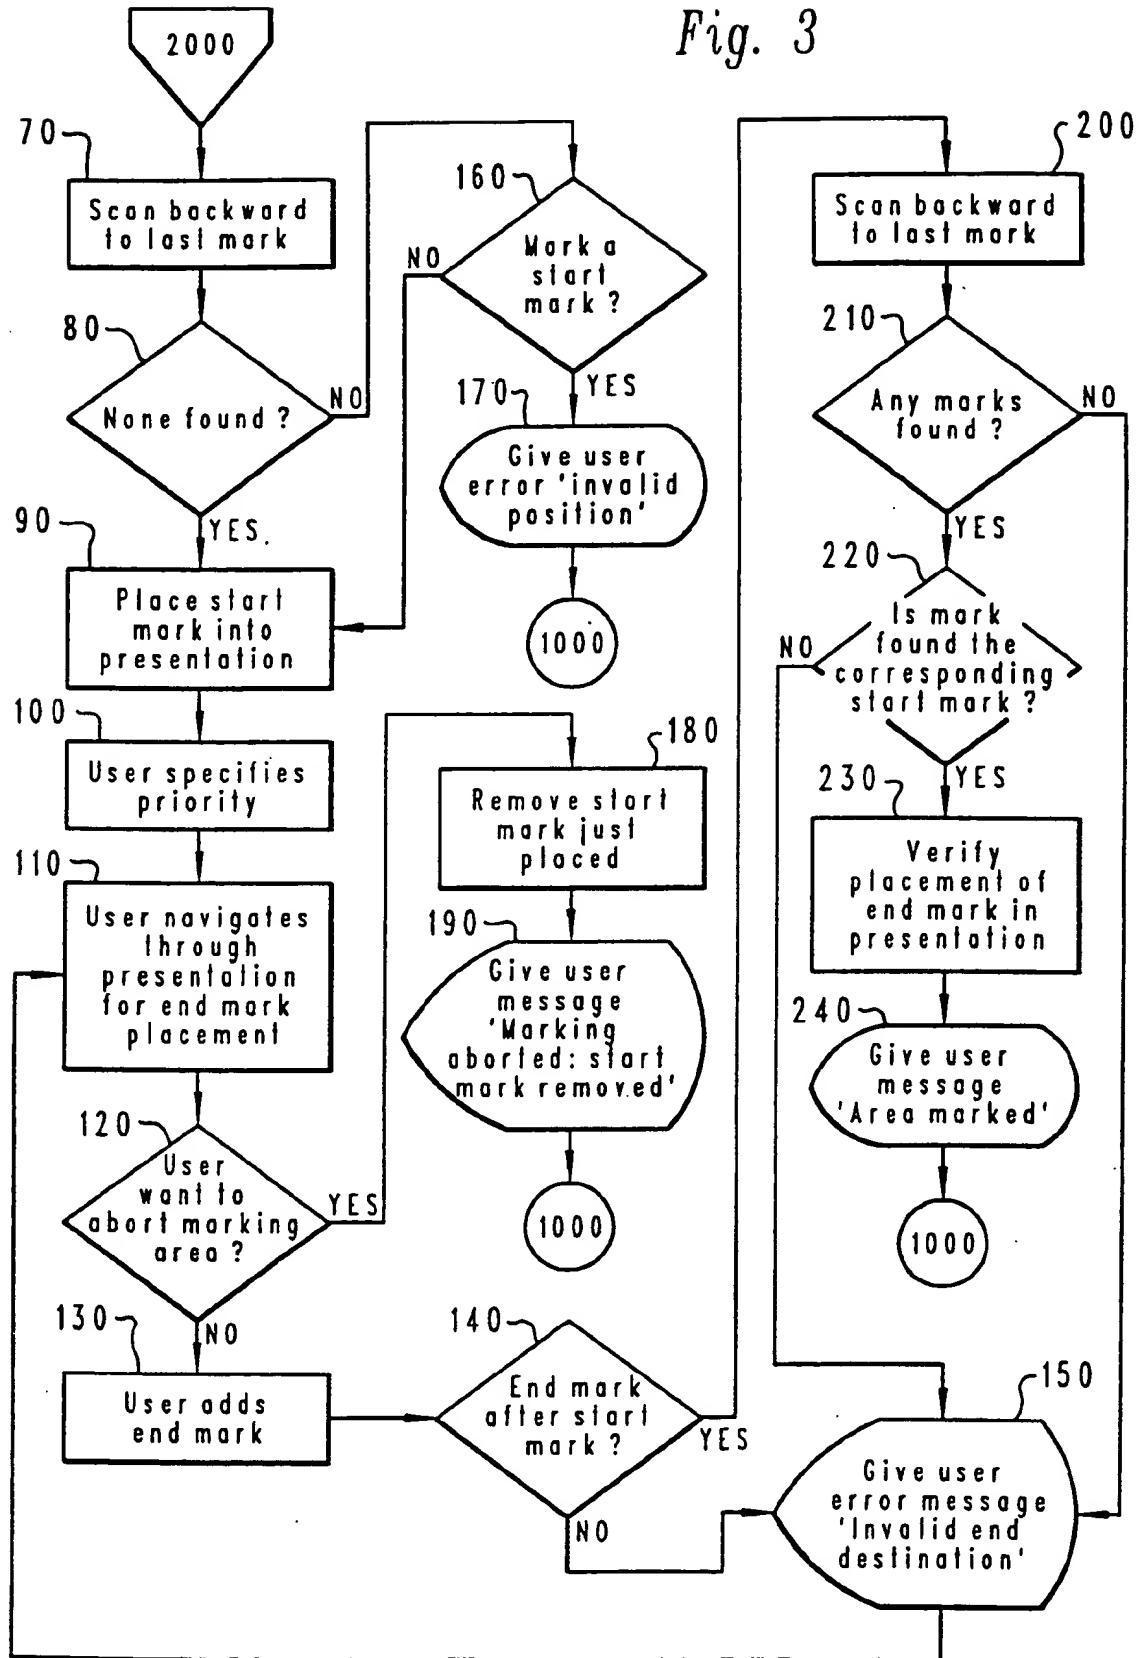 Fig. 3
2000
70
Scan backward
to last mark
80
None found ?
NO
YES.
90
Place start
mark into
presentation
100
User specifies
priority
110
User navigates
through
presentation
for end mark
placement
120
User
want to
abort marking
area ?
YES
NO
130
User adds
end mark
140
End mark
after start
mark ?
YES
NO
160
Mark a
start
mark ?
NO
YES
170
Give user
error 'invalid
position'
1000
180
Remove start
mark just
placed
190
Give user
message
'Marking
aborted: start
mark removed'
1000
200
Scan backward
to last mark
210
Any marks
found ?
NO
YES
220
Is mark
found the
corresponding
start mark ?
NO
YES
230
Verify
placement of
end mark in
presentation
240
Give user
message
'Area marked'
1000
150
Give user
error message
'Invalid end
destination'